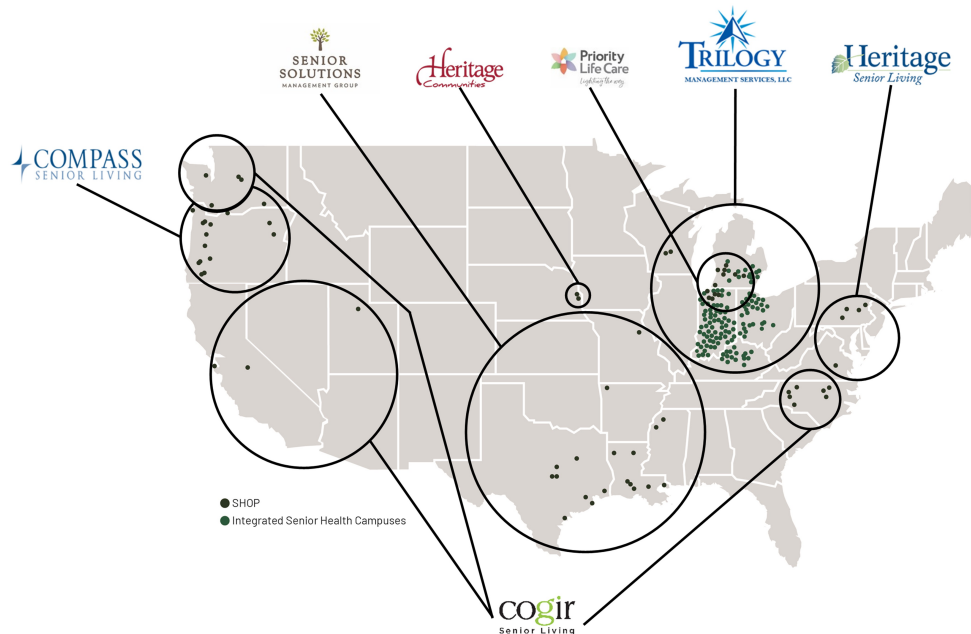 SENIOR
SOLUTIONS
MANAGEMENT GROUP
Heritage
Communities
Priority
Life Care
Lighting the way
TRILOGY
MANAGEMENT SERVICES, LLC
Heritage
Senior Living
COMPASS
SENIOR LIVING
SHOP
Integrated Senior Health Campuses
cogir
Senior Living